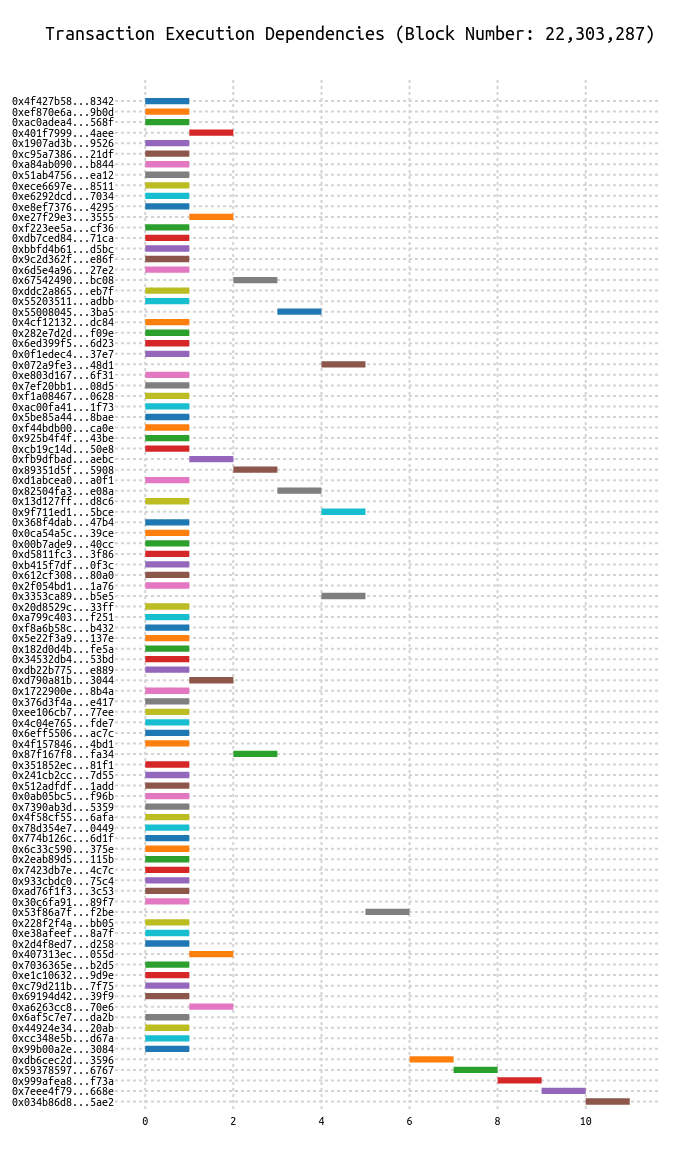 Transaction Execution Dependencies (Block Number: 22,303,287)
0x4f427b58...8342
0xef870e6a...9b0d
0xac0adea4...568f
0x401f7999...4aee
0x1907ad3b...9526
0xc95a7386...21df
0xa84ab090...b844
0x51ab4756...ea12
0xece6697e...8511
0xe6292dcd...7034
0xe8ef7376...4295
0xe27f29e3...3555
0xf223ee5a...cf36
0xdb7ced84...71ca
0xbbfd4b61...d5bc
0x9c2d362f...e86f
0x6d5e4a96...27e2
0x67542490...bc08
0xddc2a865...eb7f
0x55203511...adbb
0x55008045...3ba5
0x4cf12132...dc84
0x282e7d2d...f09e
0x6ed399f5...6d23
0x0f1edec4...37e7
0x072a9fe3...48d1
0xe803d167...6f31
0x7ef20bb1...08d5
0xf1a08467...0628
0xac00fa41...1f73
0x5be85a44...8bae
0xf44bdb00...ca0e
0x925b4f4f...43be
0xcb19c14d...50e8
0xfb9dfbad...aebc
0x89351d5f...5908
0xd1abcea0...a0f1
0x82504fa3...e08a
0x13d127ff...d8c6
0x9f711ed1...5bce
0x368f4dab...47b4
0x0ca54a5c...39ce
0x00b7ade9...40cc
0xd5811fc3...3f86
0xb415f7df...0f3c
0x612cf308...80a0
0x2f054bd1...1a76
0x3353ca89...b5e5
0x20d8529c...33ff
0xa799c403...f251
0xf8a6b58c...b432
0x5e22f3a9...137e
0x182d0d4b...fe5a
0x34532db4...53bd
0xdb22b775...e889
0xd790a81b...3044
0x1722900e...8b4a
0x376d3f4a...e417
0xee106cb7...77ee
0x4c04e765...fde7
0x6eff5506...ac7c
0x4f157846...4bd1
0x87f167f8...fa34
0x351852ec...81f1
0x241cb2cc...7d55
0x512adfdf...1add
0x0ab05bc5...f96b
0x7390ab3d...5359
0x4f58cf55...6afa
0x78d354e7...0449
0x774b126c...6d1f
0x6c33c590...375e
0x2eab89d5...115b
0x7423db7e...4c7c
0x933cbdc0...75c4
0xad76f1f3...3c53
0x30c6fa91...89f7
0x53f86a7f...f2be
0x228f2f4a...bb05
0xe38afeef...8a7f
0x2d4f8ed7...d258
0x407313ec...055d
0x7036365e...b2d5
0xe1c10632...9d9e
0xc79d211b...7f75
0x69194d42...39f9
0xa6263cc8...70e6
0x6af5c7e7...da2b
0x44924e34...20ab
0xcc348e5b...d67a
0x99b00a2e...3084
0xdb6cec2d...3596
0x59378597...6767
0x999afea8...f73a
0x7eee4f79...668e
0x034b86d8...5ae2
0 2 4 6 8 10